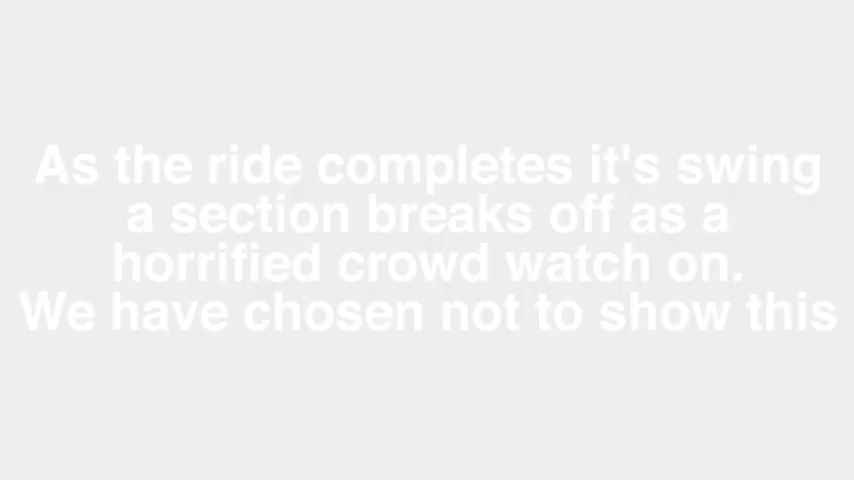 As the ride completes it's swing
a section breaks off as a
horrified crowd watch on.
We have chosen not to show this